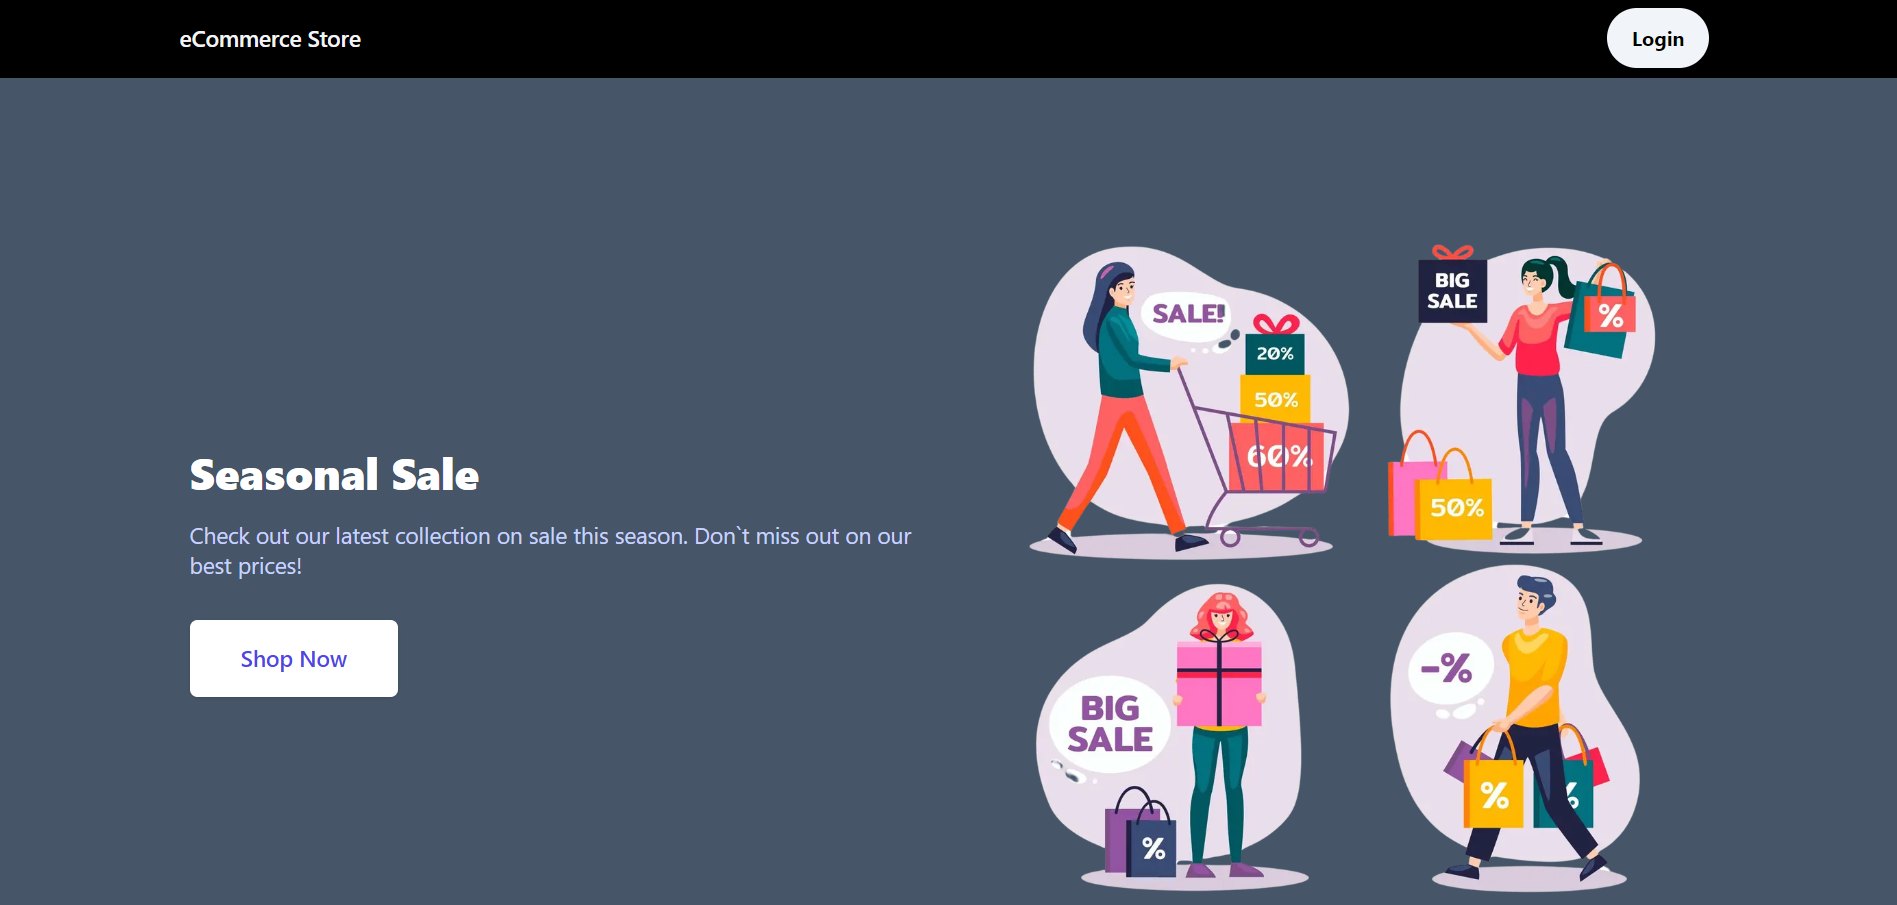 eCommerce Store
Login
Seasonal Sale
Check out our latest collection on sale this season. Don`t miss out on our
best prices!
Shop Now
SALE!
20%
50%
60%
BIG
SALE
%
50%
BIG
SALE
%
-%
%
%